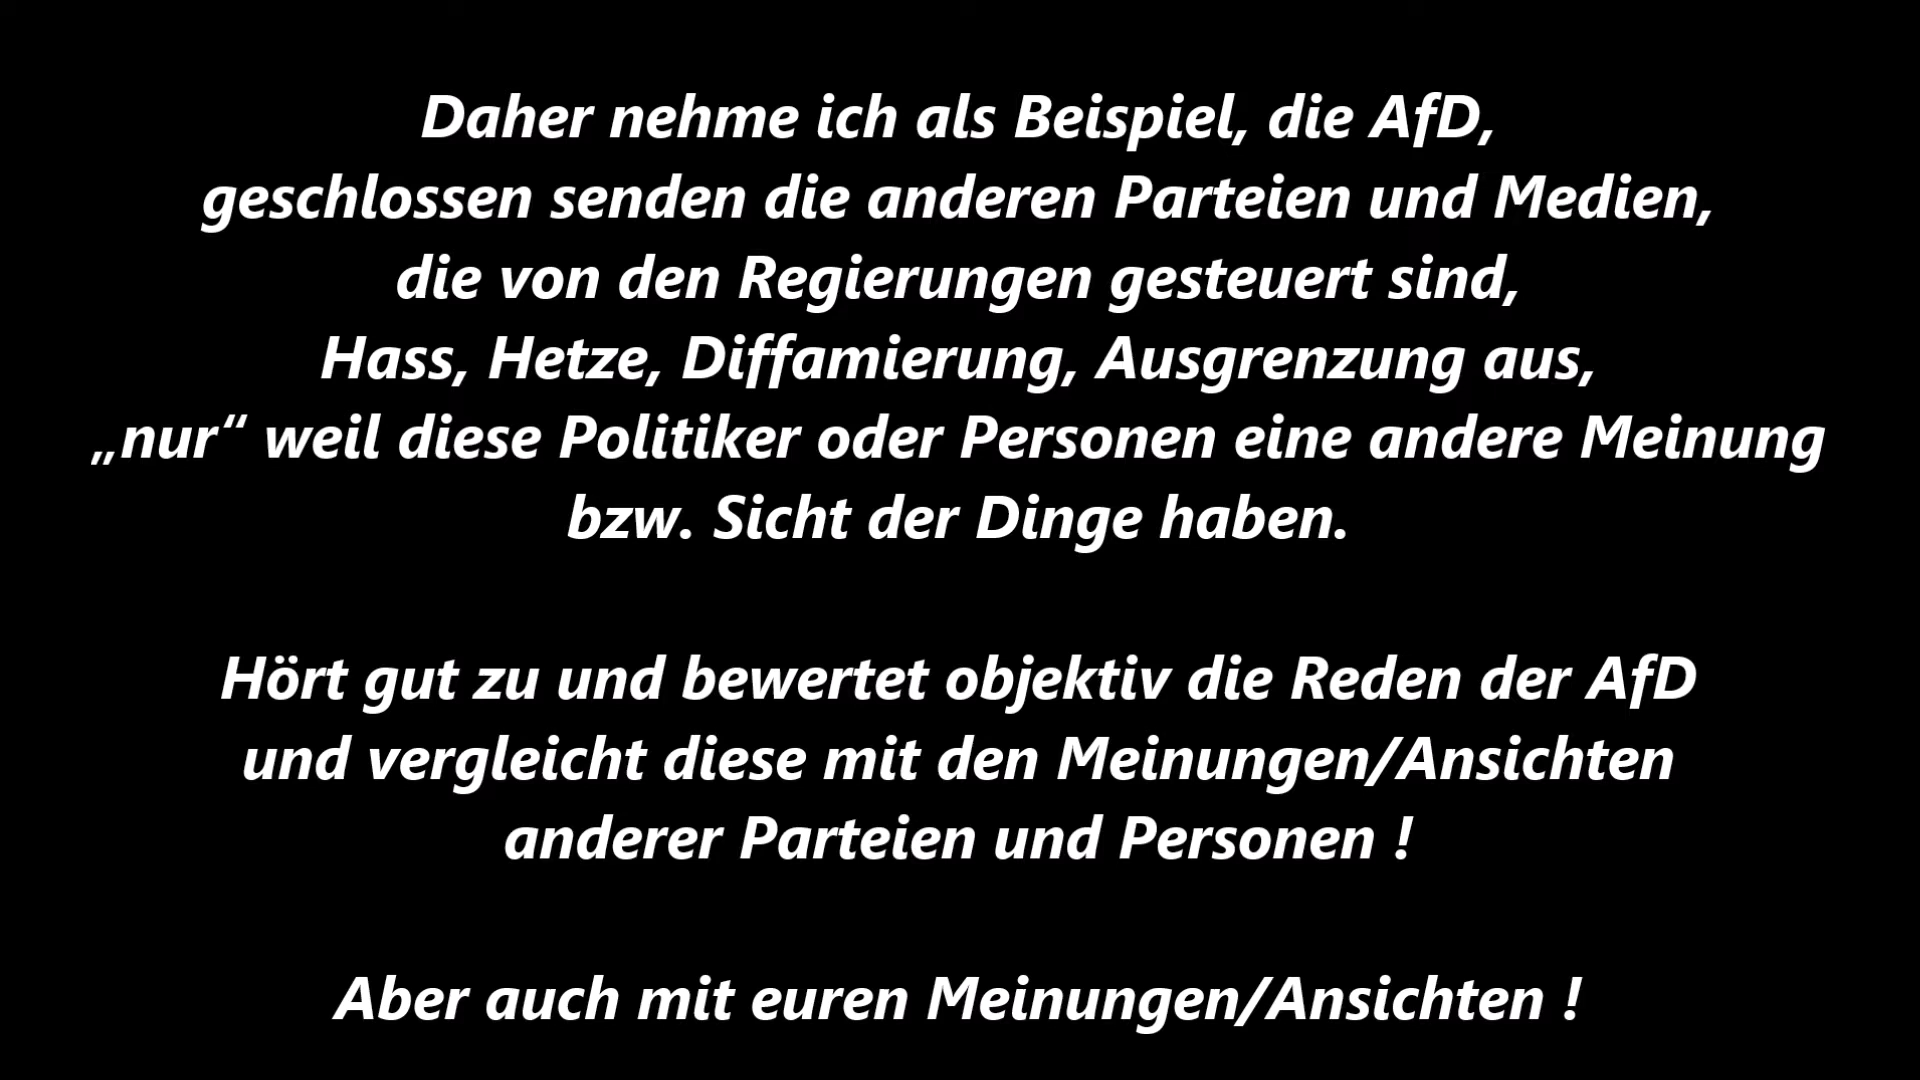 Daher nehme ich als Beispiel, die AfD,
geschlossen senden die anderen Parteien und Medien,
die von den Regierungen gesteuert sind,
Hass, Hetze, Diffamierung, Ausgrenzung aus,
„nur“ weil diese Politiker oder Personen eine andere Meinung
bzw. Sicht der Dinge haben.
Hört gut zu und bewertet objektiv die Reden der AfD
und vergleicht diese mit den Meinungen/Ansichten
anderer Parteien und Personen !
Aber auch mit euren Meinungen/Ansichten !